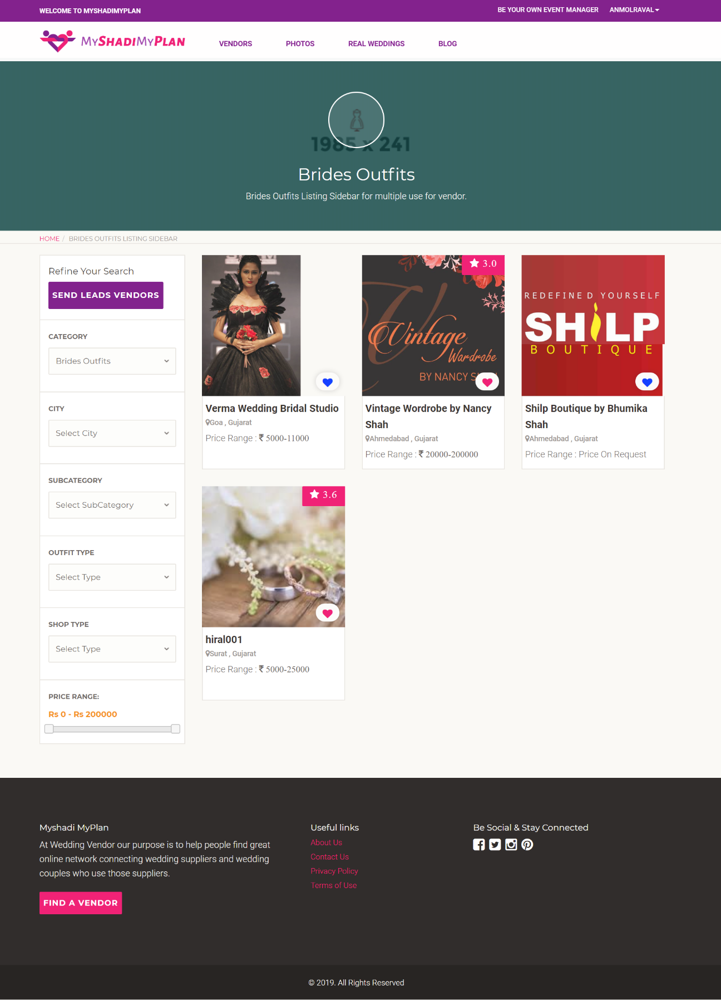 WELCOME TO MYSHADIMYPLAN
BE YOUR OWN EVENT MANAGER
ANMOLRAVAL
MYSHADIMYPLAN
VENDORS
PHOTOS
REAL WEDDINGS
BLOG
1985 x 241
Brides Outfits
Brides Outfits Listing Sidebar for multiple use for vendor.
HOME / BRIDES OUTFITS LISTING SIDEBAR
Refine Your Search
SEND LEADS VENDORS
CATEGORY
Brides Outfits
CITY
Select City
SUBCATEGORY
Select SubCategory
OUTFIT TYPE
Select Type
SHOP TYPE
Select Type
PRICE RANGE:
Rs 0 - Rs 200000
Verma Wedding Bridal Studio
Goa , Gujarat
Price Range : ₹ 5000-11000
3.0
Vintage
Wardrobe
BY NANCY
Vintage Wordrobe by Nancy
Shah
Ahmedabad , Gujarat
Price Range : ₹ 20000-200000
REDEFINE D YOURSELF
SHILP
BOUTIQUE
Shilp Boutique by Bhumika
Shah
Ahmedabad , Gujarat
Price Range : Price On Request
3.6
hiral001
Surat , Gujarat
Price Range : ₹ 5000-25000
Myshadi MyPlan
At Wedding Vendor our purpose is to help people find great
online network connecting wedding suppliers and wedding
couples who use those suppliers.
FIND A VENDOR
Useful links
About Us
Contact Us
Privacy Policy
Terms of Use
Be Social & Stay Connected
© 2019. All Rights Reserved